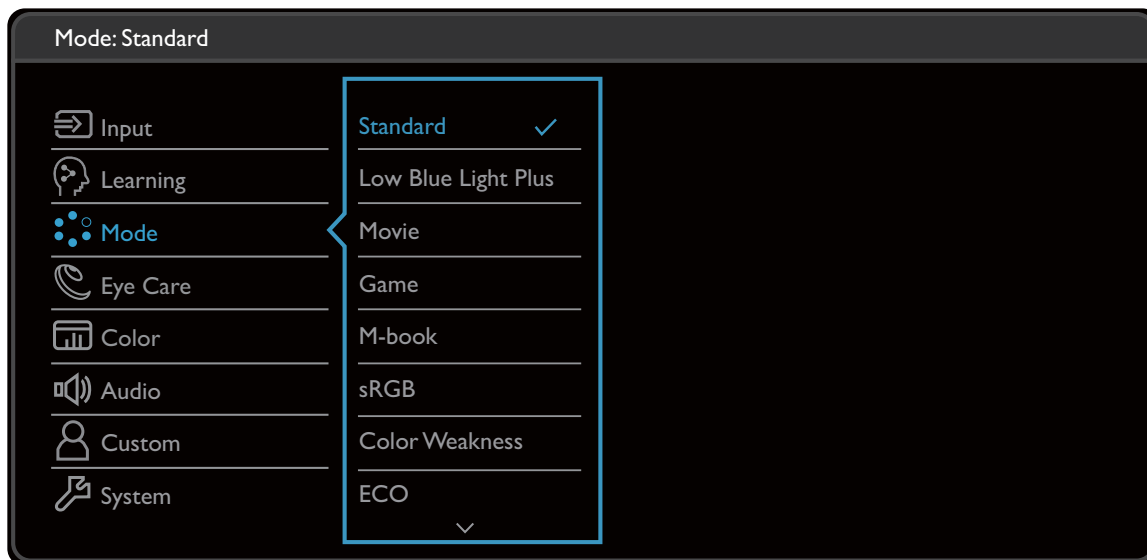 Mode: Standard
Input
Learning
Mode
Eye Care
Color
Audio
Custom
System
Standard
Low Blue Light Plus
Movie
Game
M-book
sRGB
Color Weakness
ECO